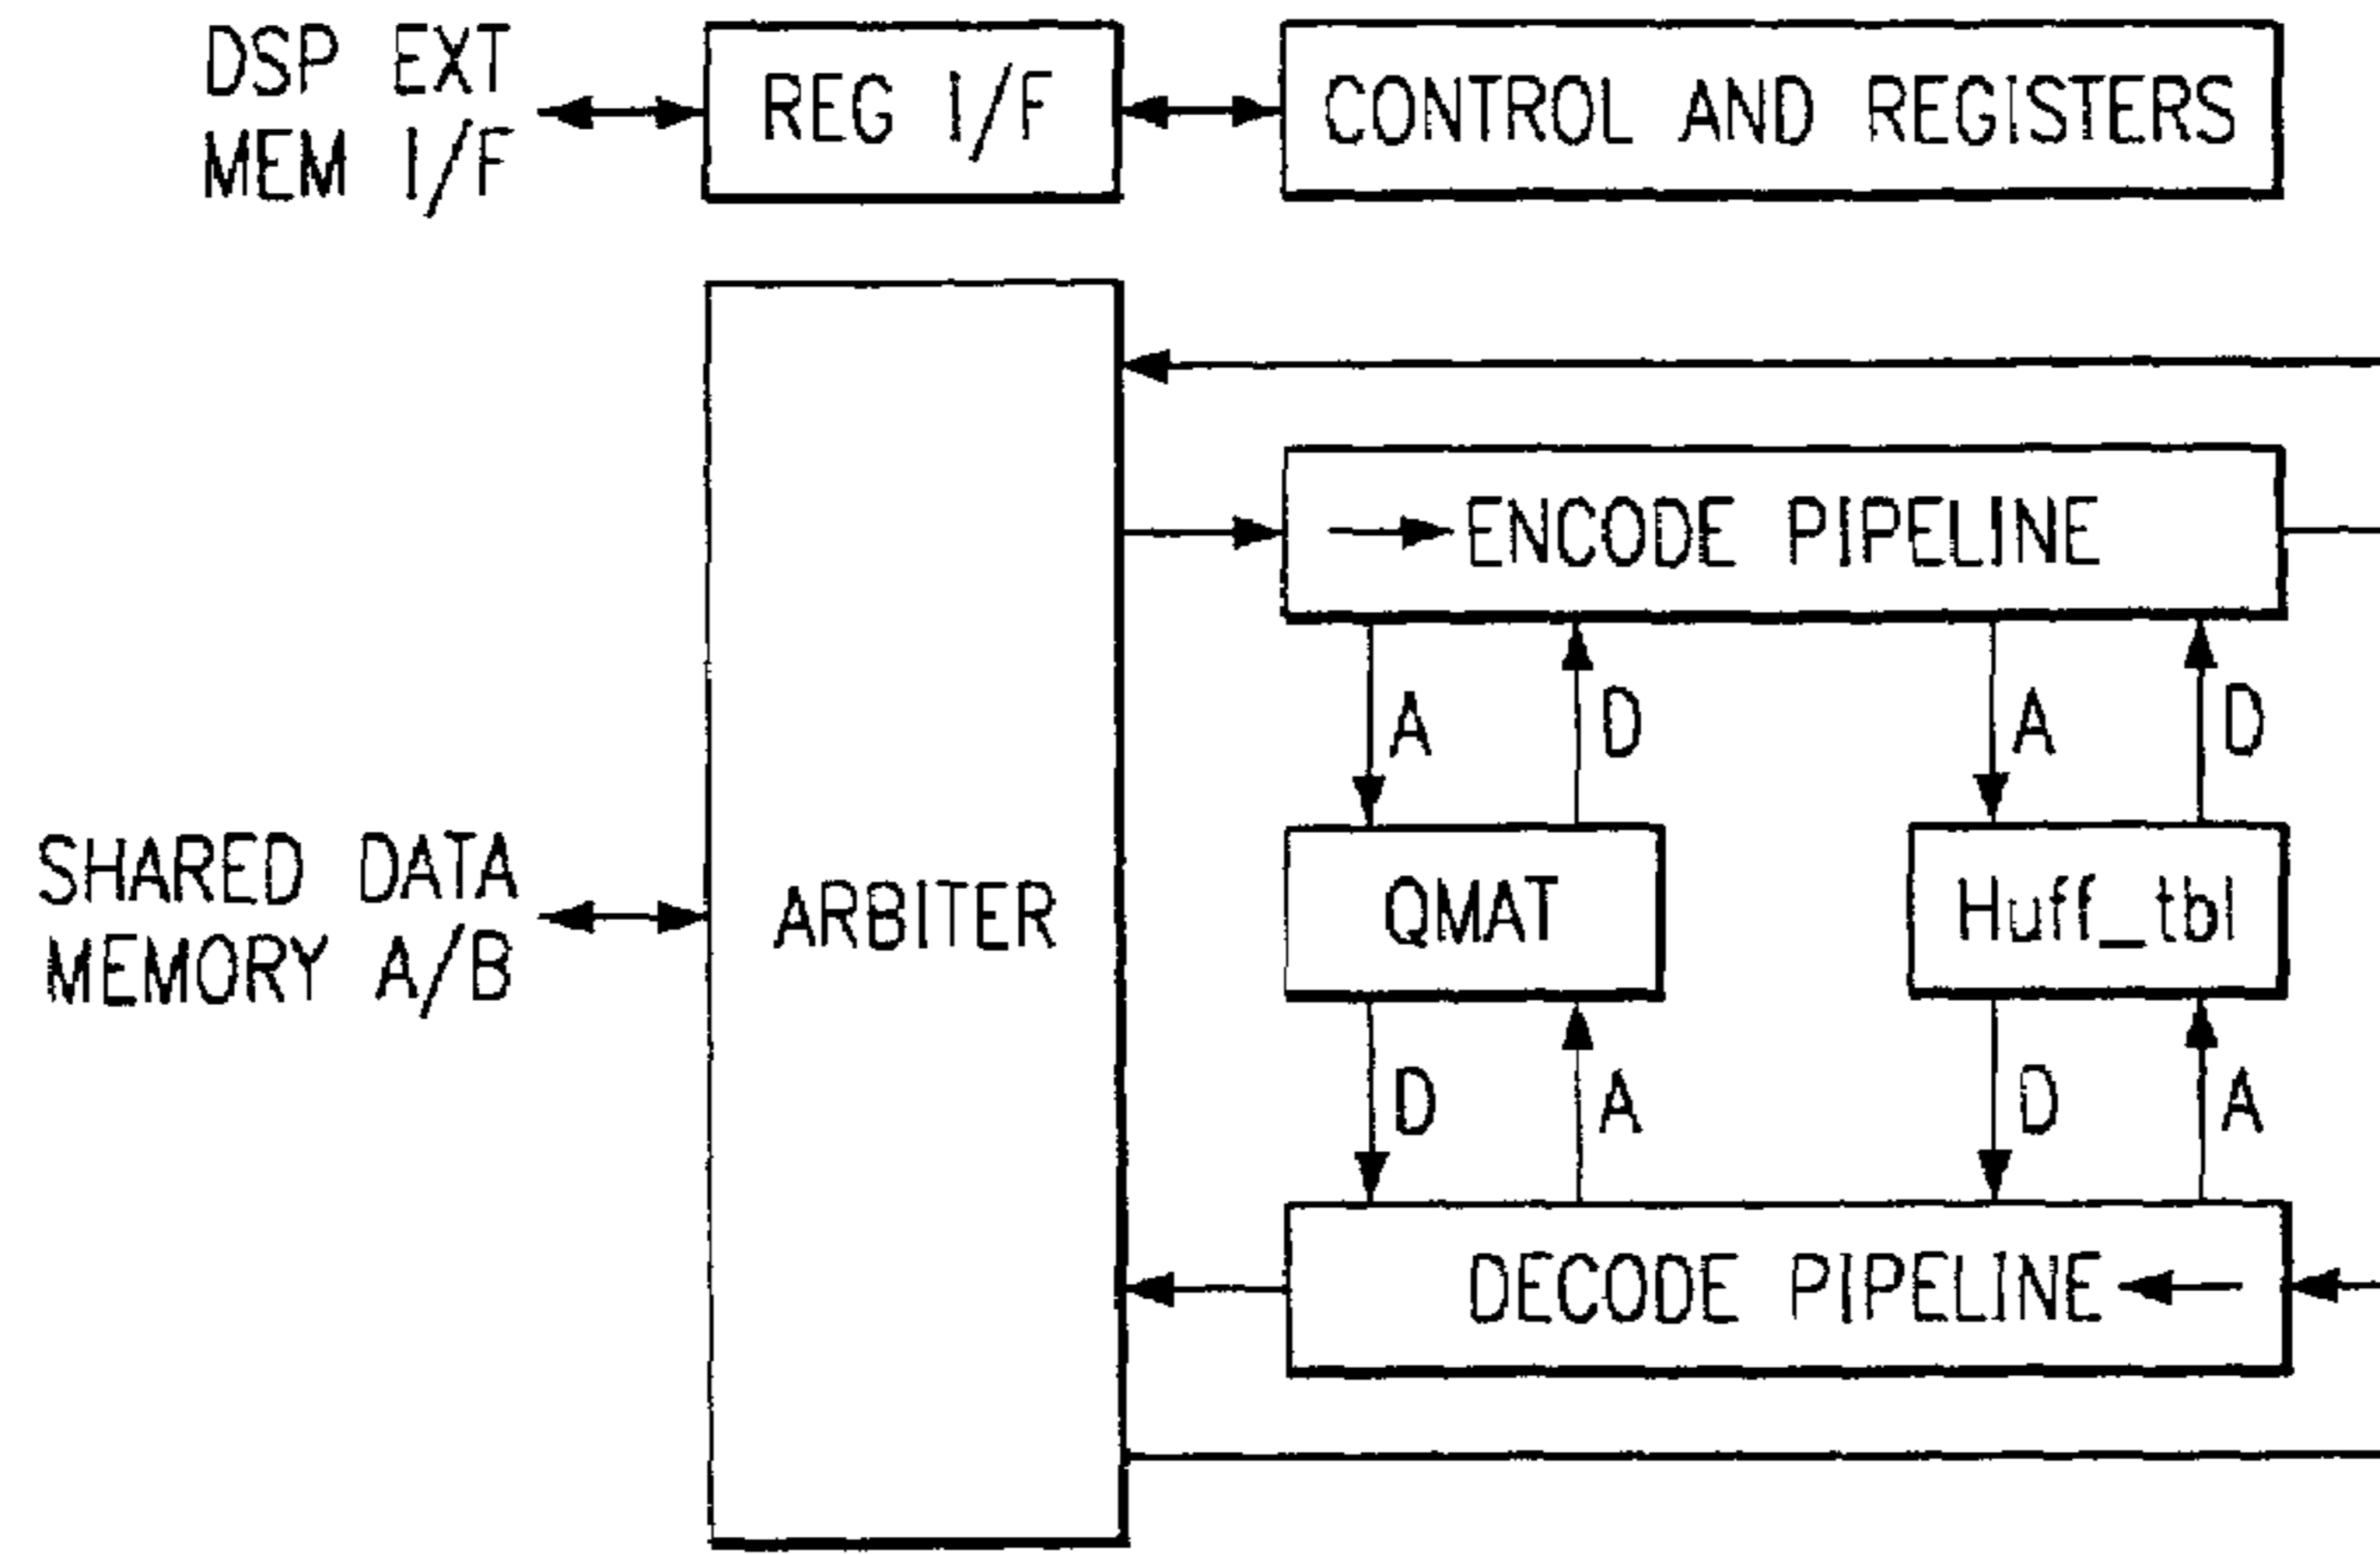 DSP EXT
MEM I/F
REG I/F
CONTROL AND REGISTERS
ENCODE PIPELINE
A
D
A
D
SHARED DATA
MEMORY A/B
ARBITER
QMAT
Huff_tbl
D
A
D
A
DECODE PIPELINE